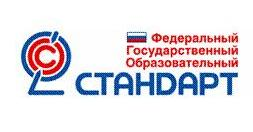 Федеральный
Государственный
Образовательный
СТАНДАРТ